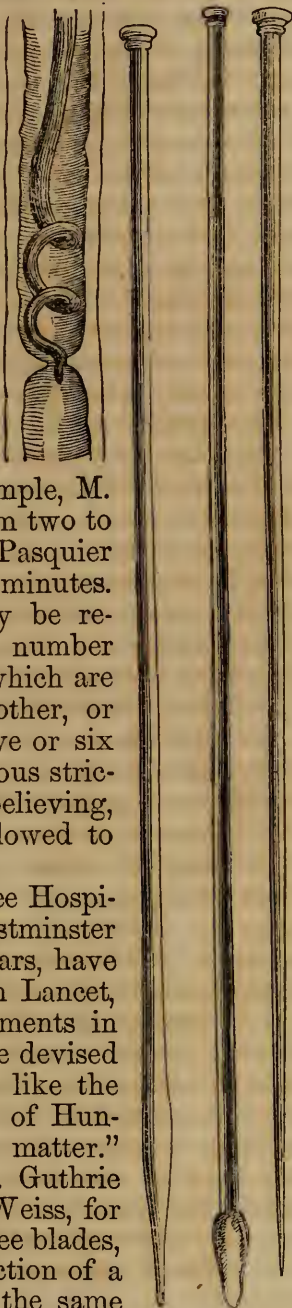 mple, M.
n two to
Pasquier
minutes.
y be re-
number
which are
other, or
ve or six
ous stric-
elieving,
lowed to
ee Hospi-
stminster
ars, have
n Lancet,
ments in
e devised
like the
of Hun-
matter."
. Guthrie
Weiss, for
ee blades,
ction of a
the same